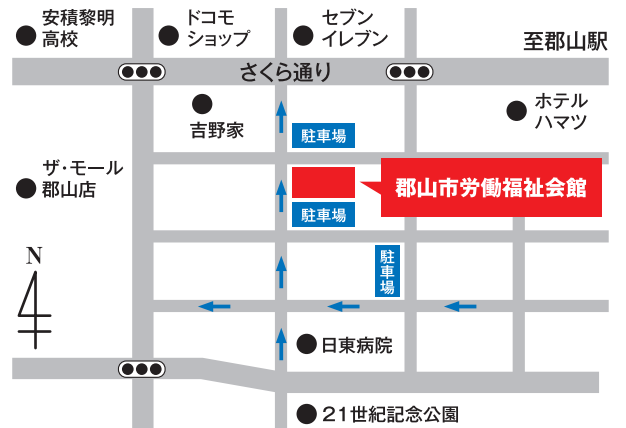 安積黎明
高校
ドコモ
ショップ
セブン
イレブン
至郡山駅
さくら通り
吉野家
駐車場
ホテル
ハマツ
ザ・モール
郡山店
郡山市労働福祉会館
駐車場
N
駐車場
日東病院
21世紀記念公園